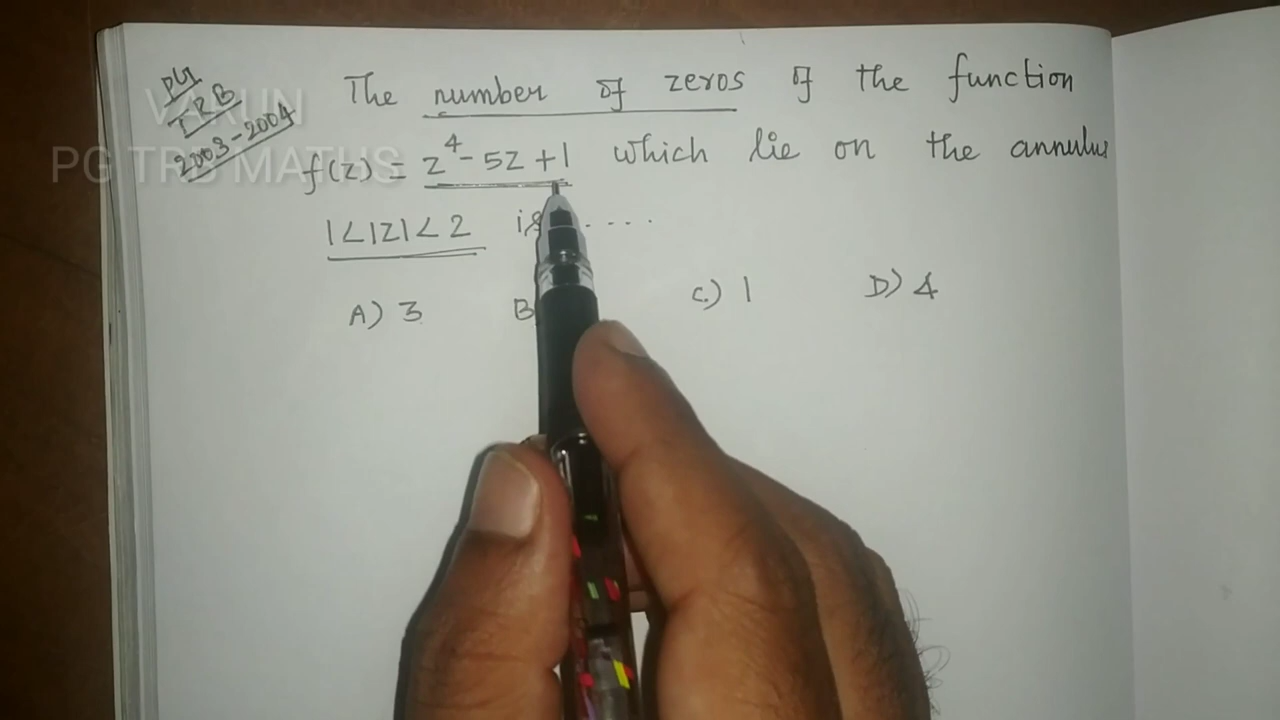 PG
TRB
2003-2004
VARUN
PG TRB MATHS
The number of zeros of the function
f(z) = z⁴ - 5z + 1 which lie on the annulus
1 < |z| < 2 is ....
A) 3 B C) 1 D) 4